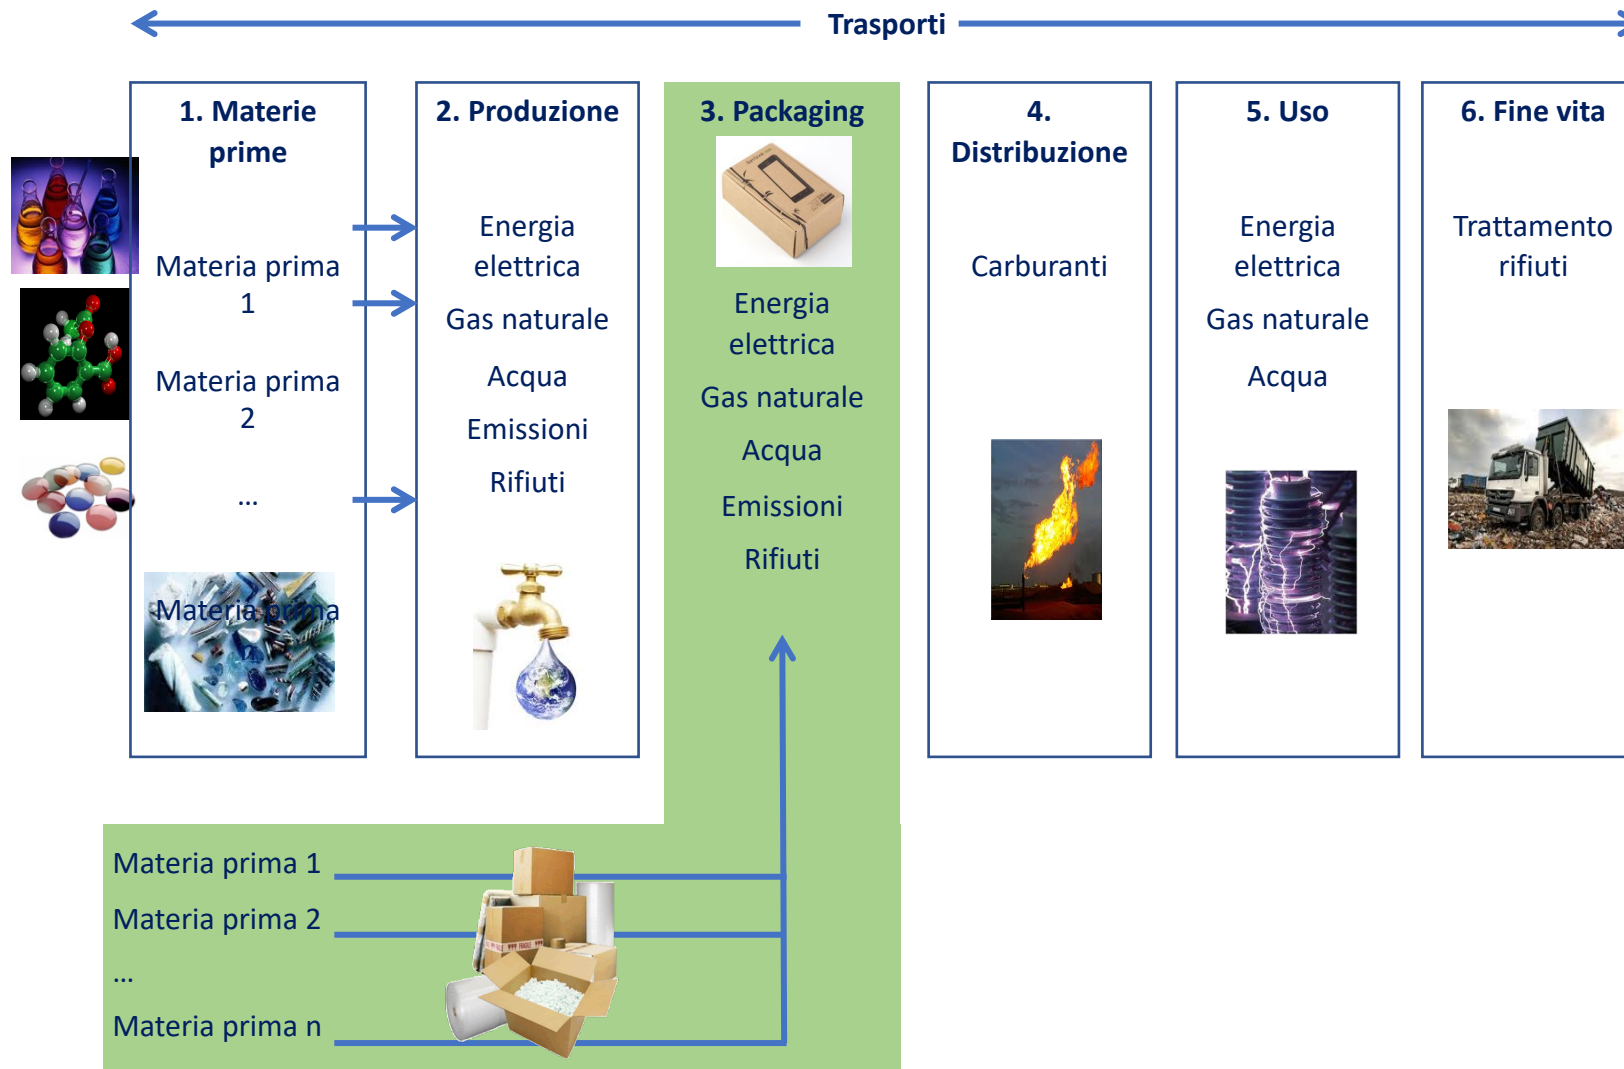 Trasporti
1. Materie
prime
Materia prima
1
Materia prima
2
...
Materia prima
2. Produzione
Energia
elettrica
Gas naturale
Acqua
Emissioni
Rifiuti
3. Packaging
Energia
elettrica
Gas naturale
Acqua
Emissioni
Rifiuti
4.
Distribuzione
Carburanti
5. Uso
Energia
elettrica
Gas naturale
Acqua
6. Fine vita
Trattamento
rifiuti
Materia prima 1
Materia prima 2
...
Materia prima n